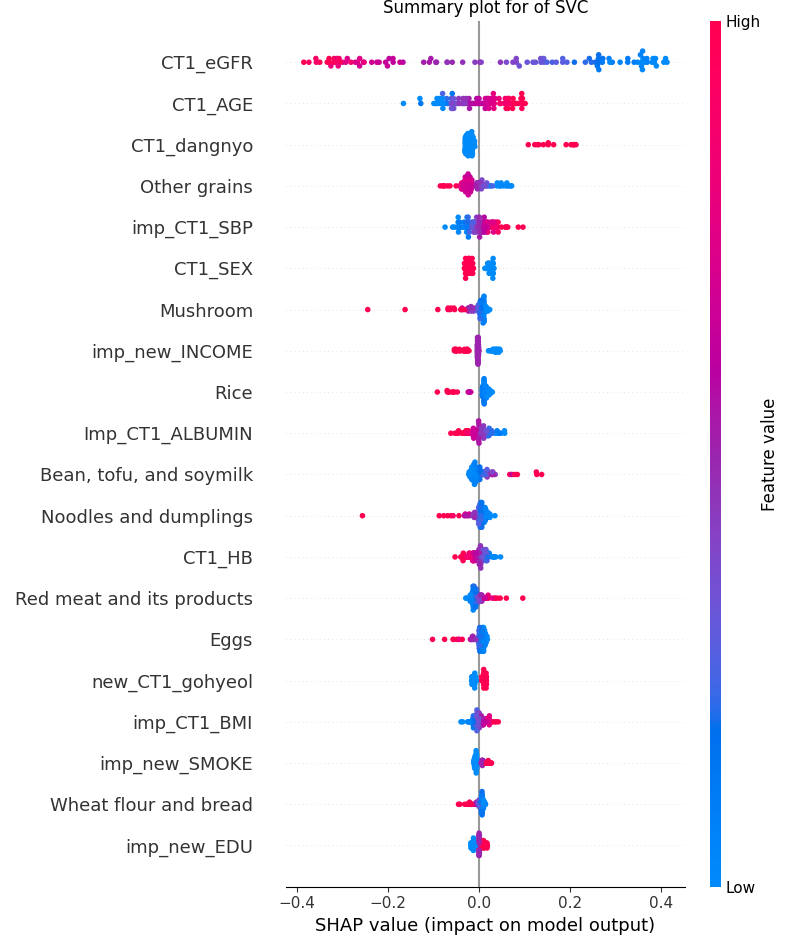 Summary plot for of SVC
High
CT1_eGFR
CT1_AGE
CT1_dangnyo
Other grains
imp_CT1_SBP
CT1_SEX
Mushroom
imp_new_INCOME
Rice
Imp_CT1_ALBUMIN
Bean, tofu, and soymilk
Noodles and dumplings
CT1_HB
Red meat and its products
Eggs
new_CT1_gohyeol
imp_CT1_BMI
imp_new_SMOKE
Wheat flour and bread
imp_new_EDU
Feature value
Low
−0.4 −0.2 0.0 0.2 0.4
SHAP value (impact on model output)